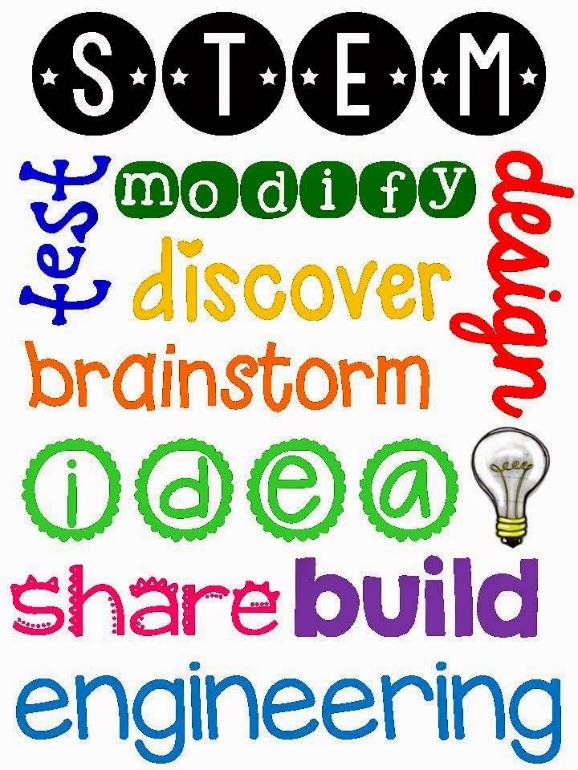 STEM
test
modify
design
discover
brainstorm
idea
share build
engineering